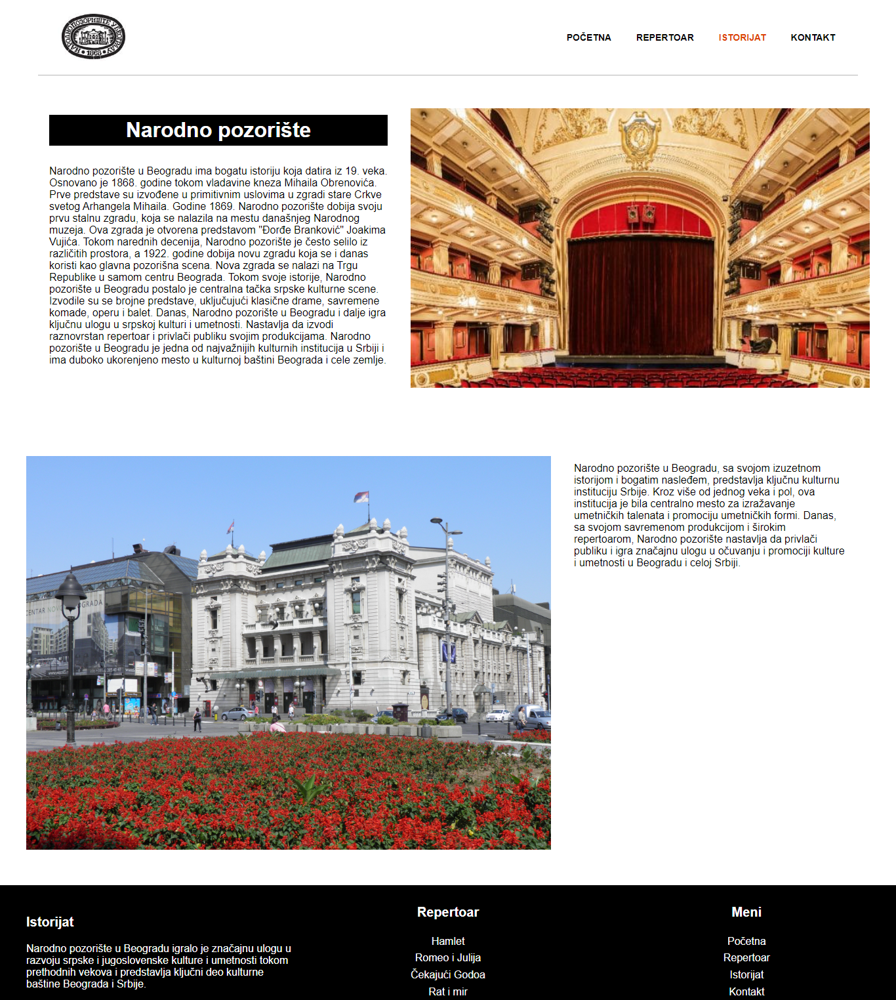 НАРОДНО ПОЗОРИШТЕ У БЕОГРАДУ
1868
POČETNA REPERTOAR ISTORIJAT KONTAKT
Narodno pozorište
Narodno pozorište u Beogradu ima bogatu istoriju koja datira iz 19. veka.
Osnovano je 1868. godine tokom vladavine kneza Mihaila Obrenovića.
Prve predstave su izvođene u primitivnim uslovima u zgradi stare Crkve
svetog Arhangela Mihaila. Godine 1869. Narodno pozorište dobija svoju
prvu stalnu zgradu, koja se nalazila na mestu današnjeg Narodnog
muzeja. Ova zgrada je otvorena predstavom "Đorđe Branković" Joakima
Vujića. Tokom narednih decenija, Narodno pozorište je često selilo iz
različitih prostora, a 1922. godine dobija novu zgradu koja se i danas
koristi kao glavna pozorišna scena. Nova zgrada se nalazi na Trgu
Republike u samom centru Beograda. Tokom svoje istorije, Narodno
pozorište u Beogradu postalo je centralna tačka srpske kulturne scene.
Izvodile su se brojne predstave, uključujući klasične drame, savremene
komade, operu i balet. Danas, Narodno pozorište u Beogradu i dalje igra
ključnu ulogu u srpskoj kulturi i umetnosti. Nastavlja da izvodi
raznovrstan repertoar i privlači publiku svojim produkcijama. Narodno
pozorište u Beogradu je jedna od najvažnijih kulturnih institucija u Srbiji i
ima duboko ukorenjeno mesto u kulturnoj baštini Beograda i cele zemlje.
Narodno pozorište u Beogradu, sa svojom izuzetnom
istorijom i bogatim nasleđem, predstavlja ključnu kulturnu
instituciju Srbije. Kroz više od jednog veka i pol, ova
institucija je bila centralno mesto za izražavanje
umetničkih talenata i promociju umetničkih formi. Danas,
sa svojom savremenom produkcijom i širokim
repertoarom, Narodno pozorište nastavlja da privlači
publiku i igra značajnu ulogu u očuvanju i promociji kulture
i umetnosti u Beogradu i celoj Srbiji.
CENTAR
Istorijat
Narodno pozorište u Beogradu igralo je značajnu ulogu u
razvoju srpske i jugoslovenske kulture i umetnosti tokom
prethodnih vekova i predstavlja ključni deo kulturne
baštine Beograda i Srbije.
Repertoar
Hamlet
Romeo i Julija
Čekajući Godoa
Rat i mir
Meni
Početna
Repertoar
Istorijat
Kontakt